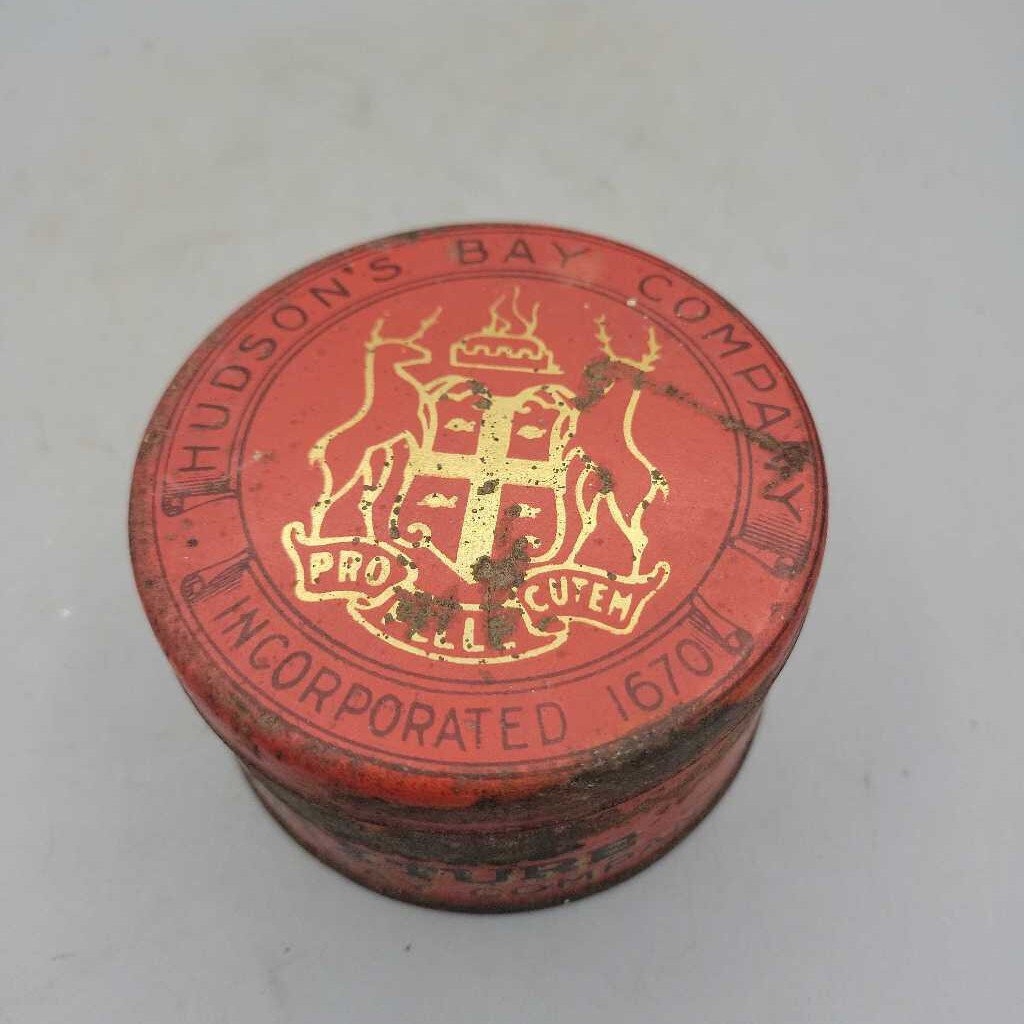 HUDSON'S BAY COMPANY
PRO
CUTEM
INCORPORATED 1670